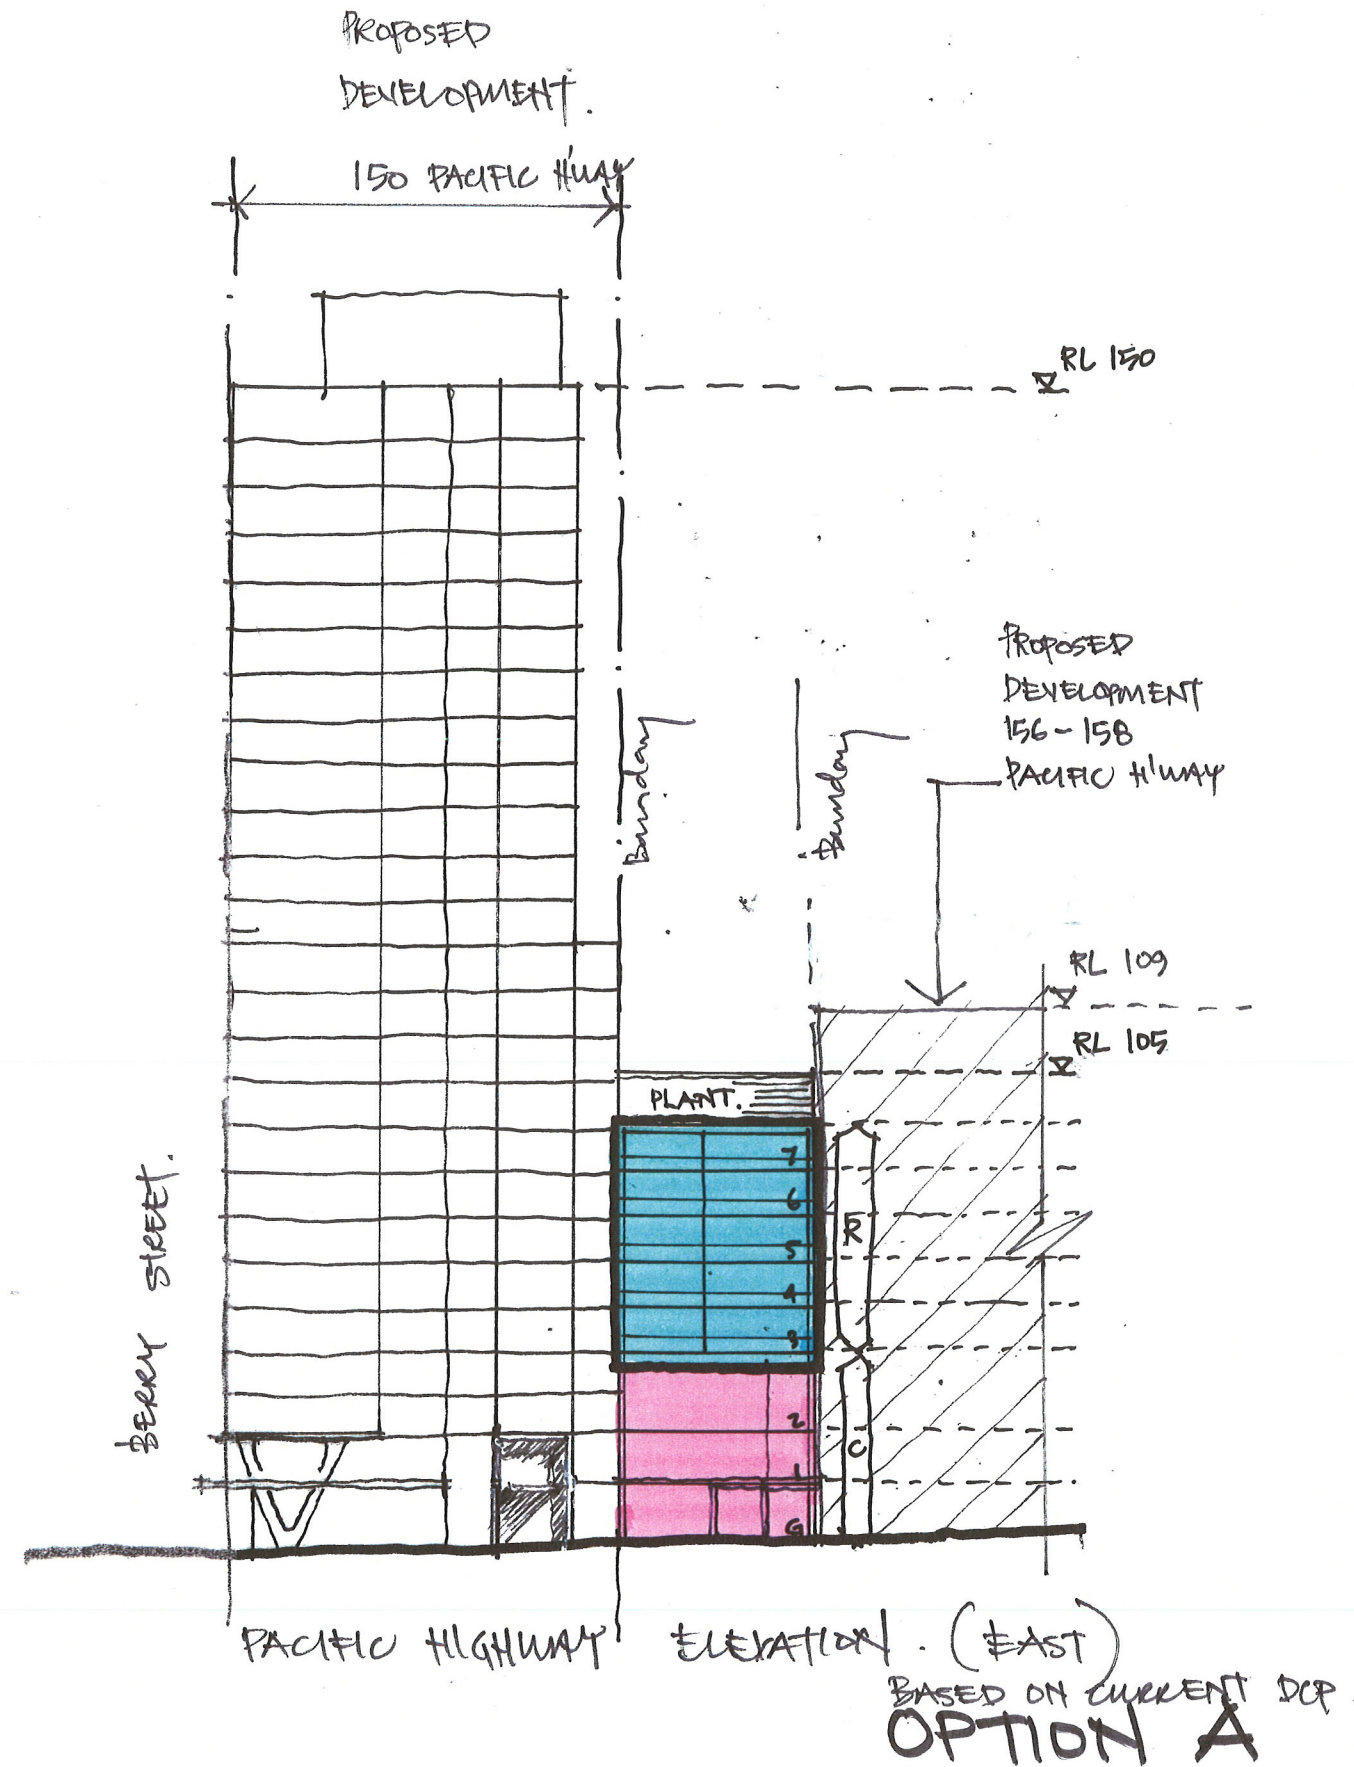 PROPOSED
DEVELOPMENT.
150 PACIFIC H'WAY
RL 150
PROPOSED
DEVELOPMENT
156-158
PACIFIC H'WAY
Boundary
Boundary
RL 109
RL 105
PLANT.
7
6
5
4
3
2
1
G
R
C
BERRY STREET.
PACIFIC HIGHWAY ELEVATION. (EAST)
BASED ON CURRENT DCP
OPTION A